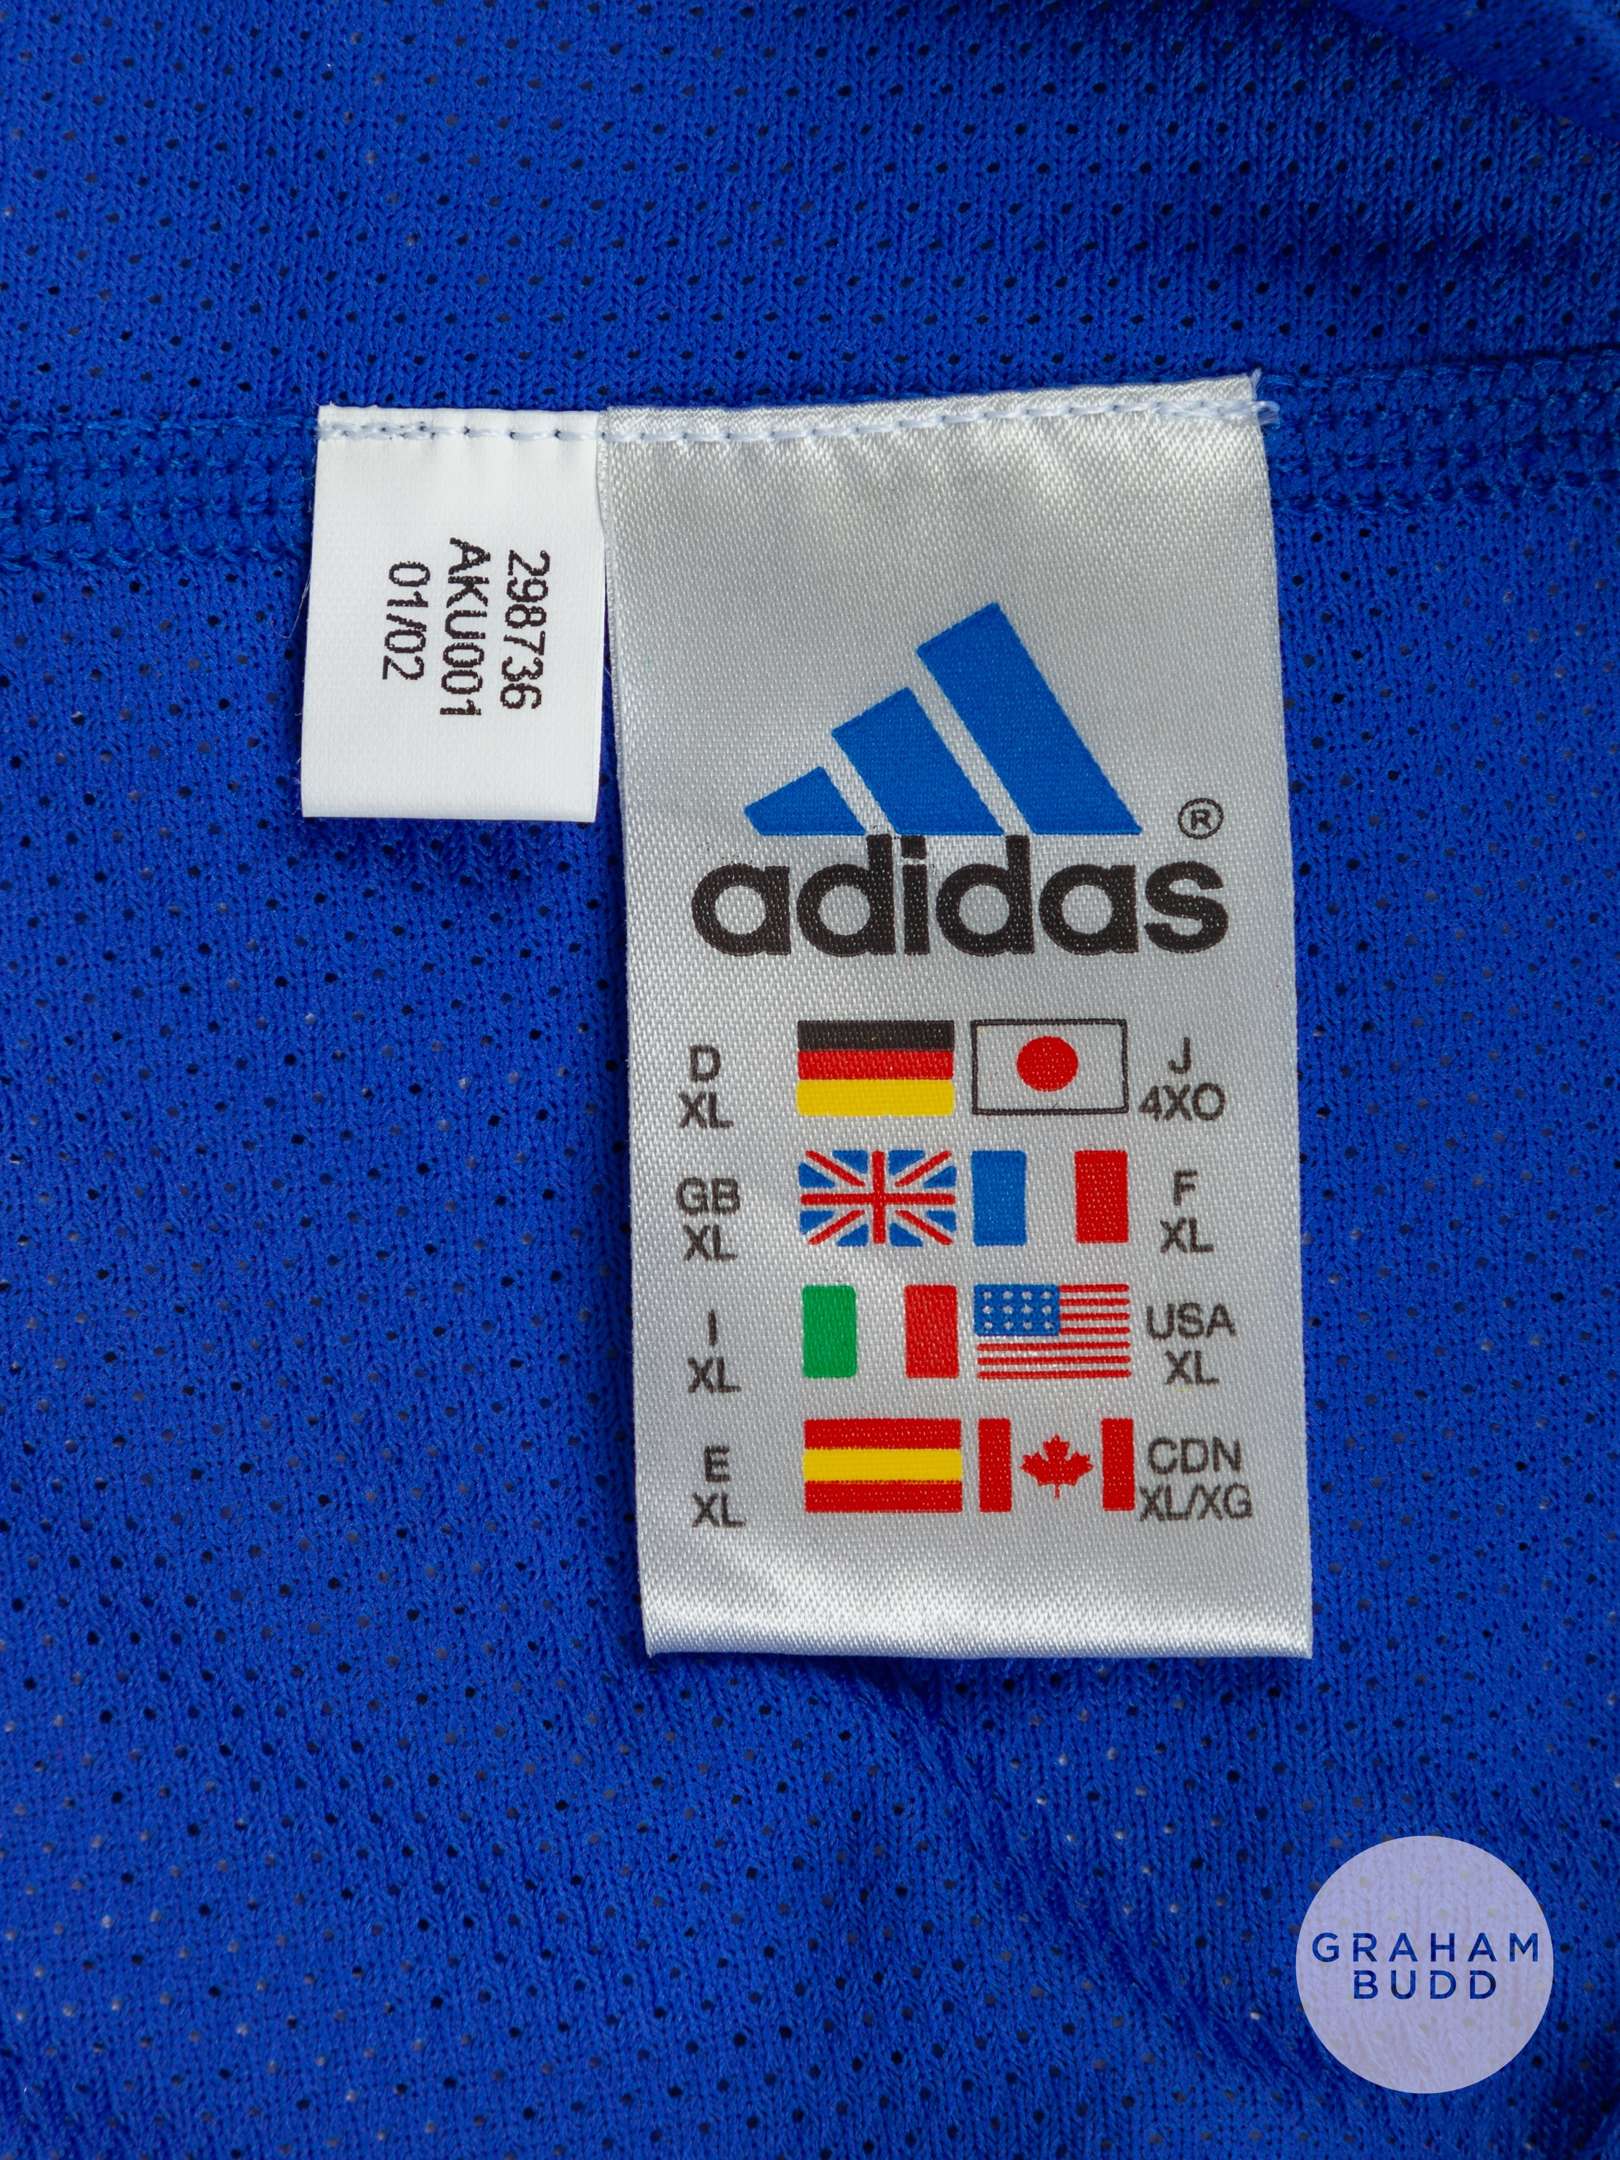 298736
AKU001
01/02
®
adidas
D
XL
J
4XO
GB
XL
F
XL
I
XL
USA
XL
E
XL
CDN
XL/XG
GRAHAM
BUDD